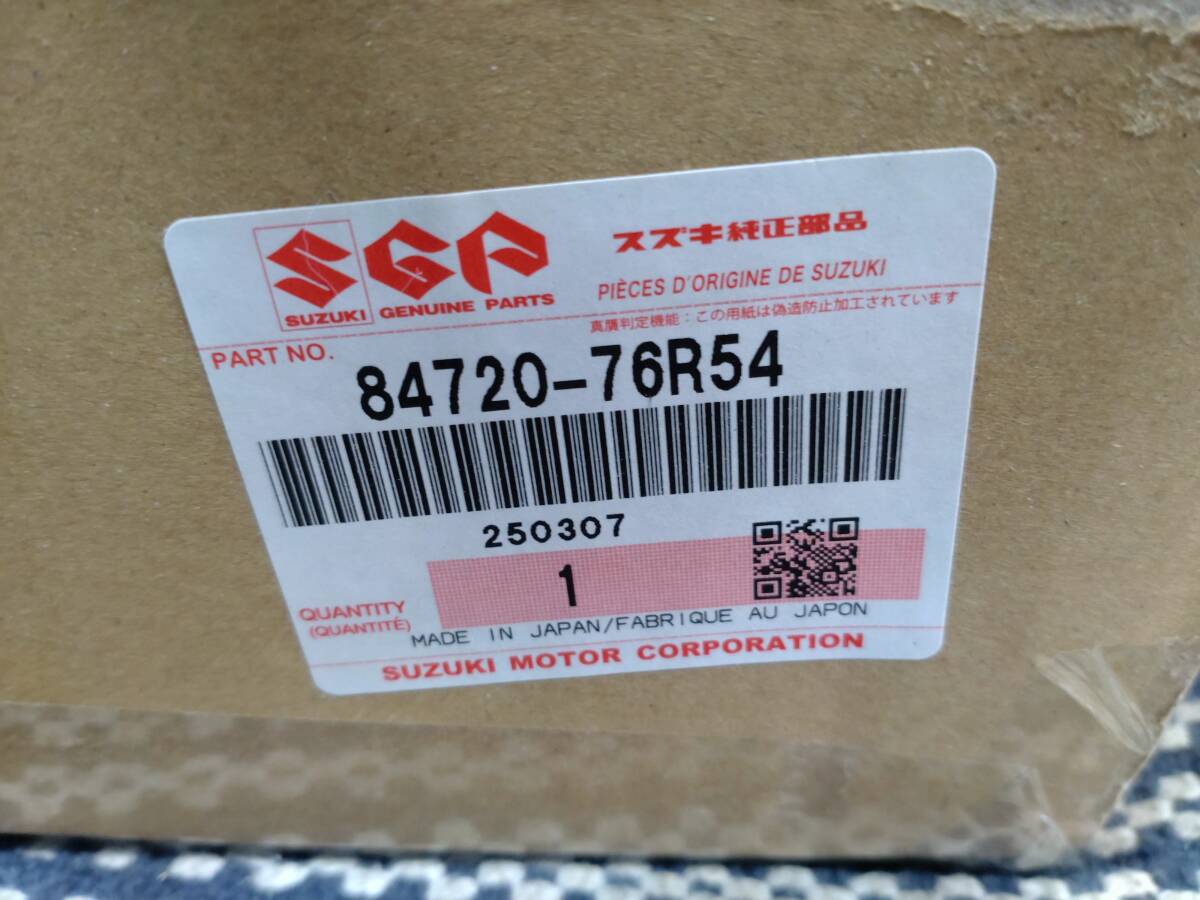 SGP
SUZUKI GENUINE PARTS
スズキ純正部品
PIÈCES D'ORIGINE DE SUZUKI
真贋判定機能：この用紙は偽造防止加工されています
PART NO.
84720-76R54
250307
1
QUANTITY
(QUANTITÉ)
MADE IN JAPAN/FABRIQUE AU JAPON
SUZUKI MOTOR CORPORATION